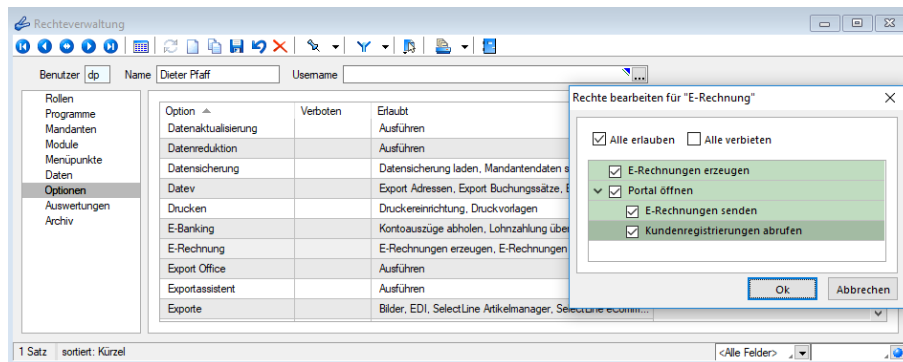 Rechteverwaltung
Benutzer dp Name Dieter Pfaff Username
Rollen
Programme
Mandanten
Module
Menüpunkte
Daten
Optionen
Auswertungen
Archiv
Option Verboten Erlaubt
Datenaktualisierung Ausführen
Datenreduktion Ausführen
Datensicherung Datensicherung laden, Mandantendaten s
Datev Export Adressen, Export Buchungssätze, E
Drucken Druckereinrichtung, Druckvorlagen
E-Banking Kontoauszüge abholen, Lohnzahlung über
E-Rechnung E-Rechnungen erzeugen, E-Rechnungen
Export Office Ausführen
Exportassistent Ausführen
Exporte Bilder, EDI, SelectLine Artikelmanager, SelectLine eComm...
Rechte bearbeiten für "E-Rechnung"
Alle erlauben Alle verbieten
E-Rechnungen erzeugen
Portal öffnen
E-Rechnungen senden
Kundenregistrierungen abrufen
Ok Abbrechen
1 Satz sortiert: Kürzel <Alle Felder>